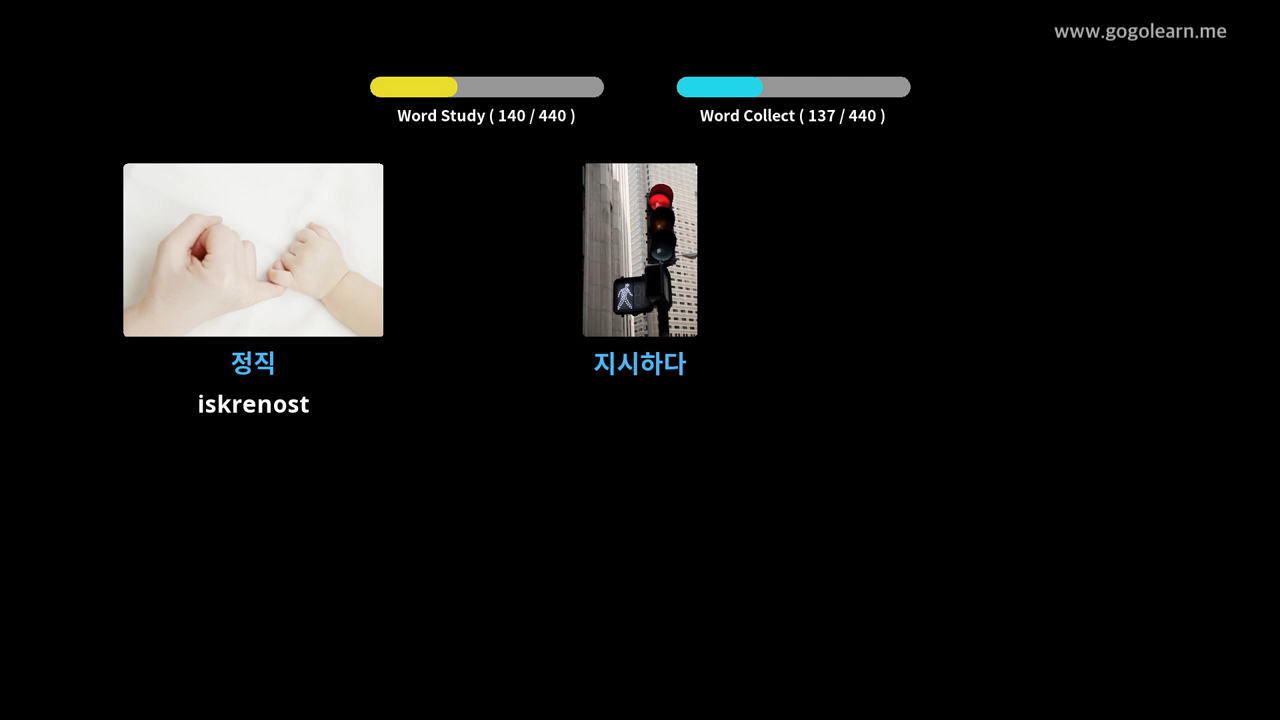 www.gogolearn.me
Word Study ( 140 / 440 )
Word Collect ( 137 / 440 )
정직
지시하다
iskrenost